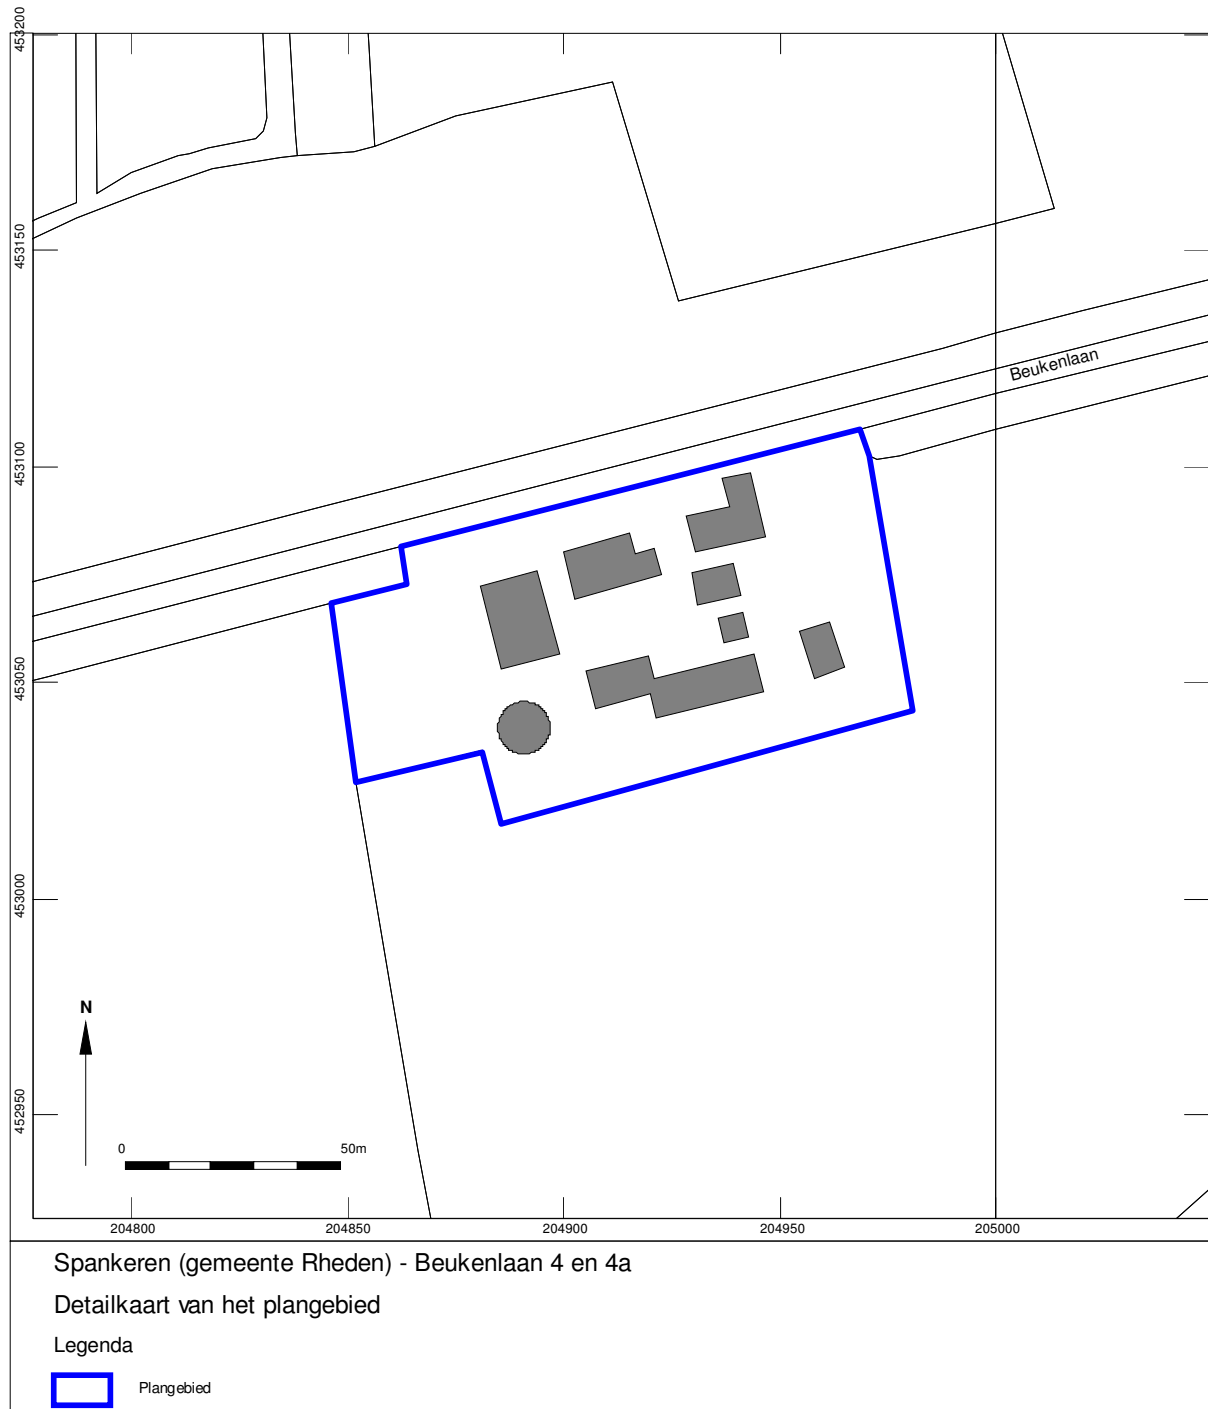 453200
453150
453100
453050
453000
452950
Beukenlaan
N
0 50m
204800 204850 204900 204950 205000
Spankeren (gemeente Rheden) - Beukenlaan 4 en 4a
Detailkaart van het plangebied
Legenda
Plangebied